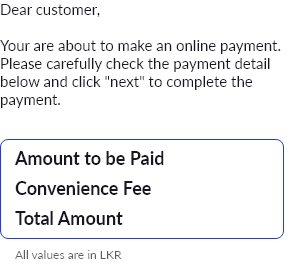 Dear customer,
Your are about to make an online payment.
Please carefully check the payment detail
below and click "next" to complete the
payment.
Amount to be Paid
Convenience Fee
Total Amount
All values are in LKR